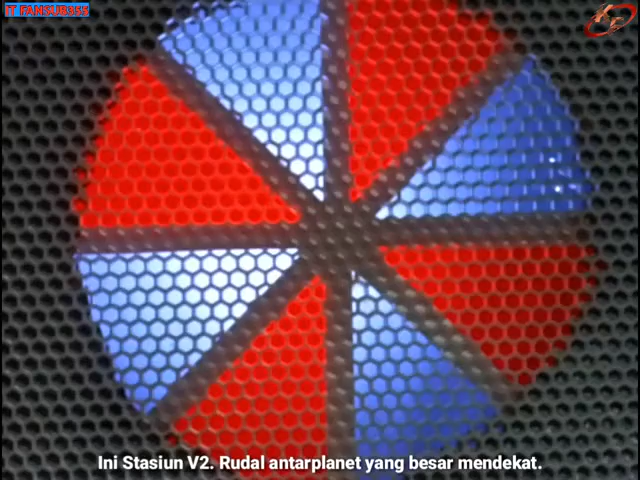 IT FANSUB355
Ini Stasiun V2. Rudal antarplanet yang besar mendekat.